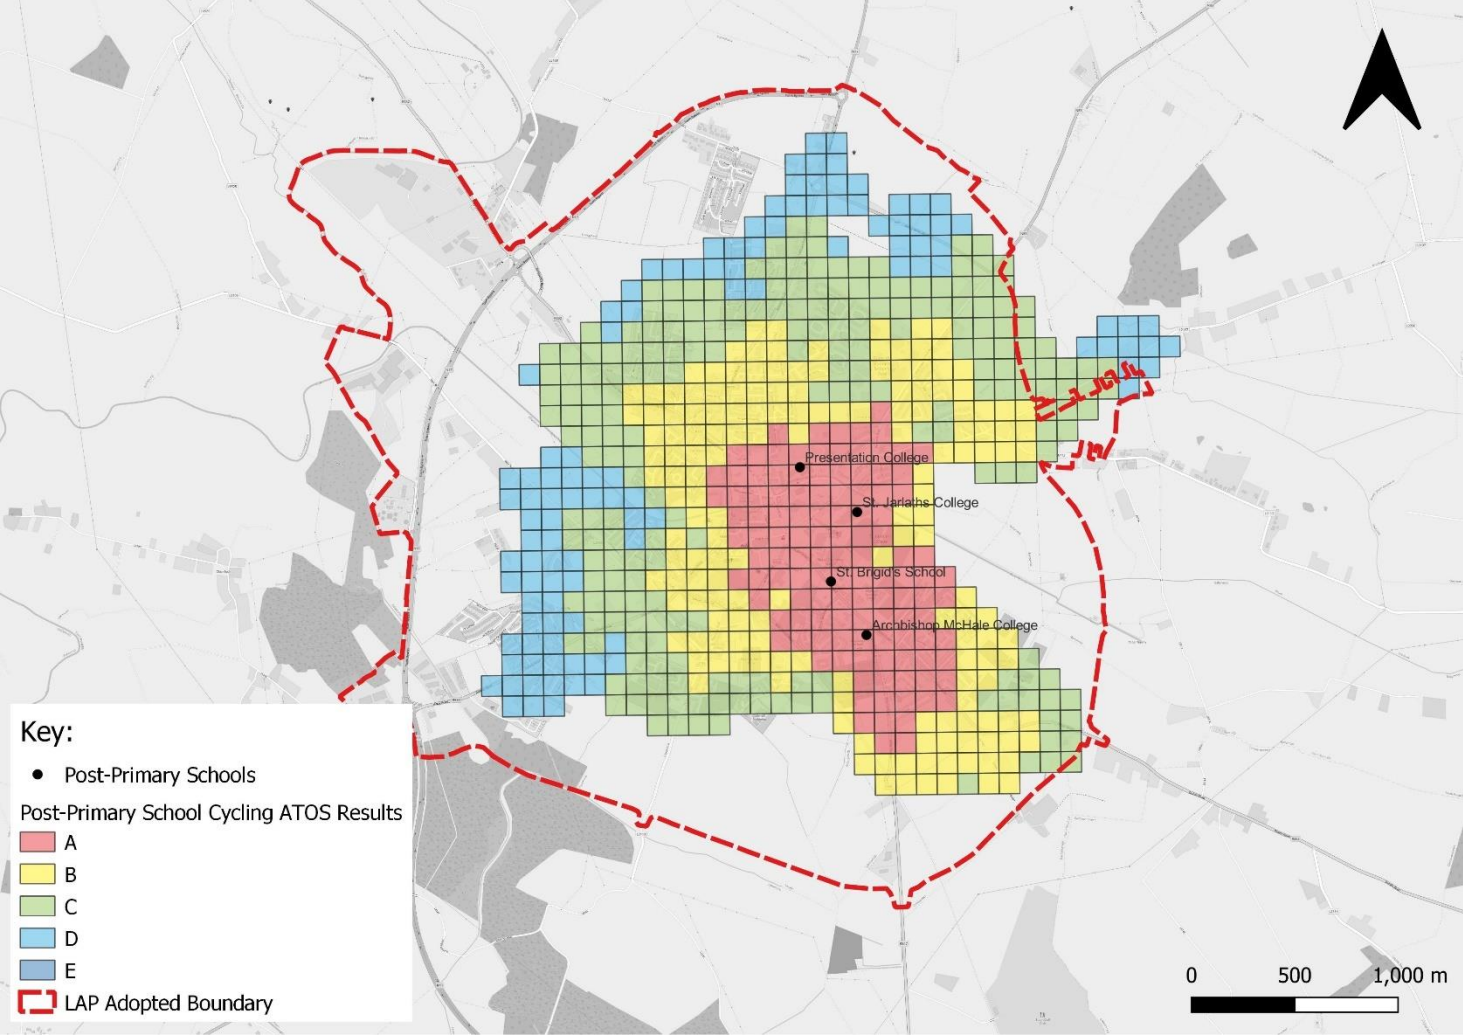 Presentation College
St. Jarlaths College
St. Brigid's School
Archbishop McHale College
Key:
Post-Primary Schools
Post-Primary School Cycling ATOS Results
A
B
C
D
E
LAP Adopted Boundary
0 500 1,000 m